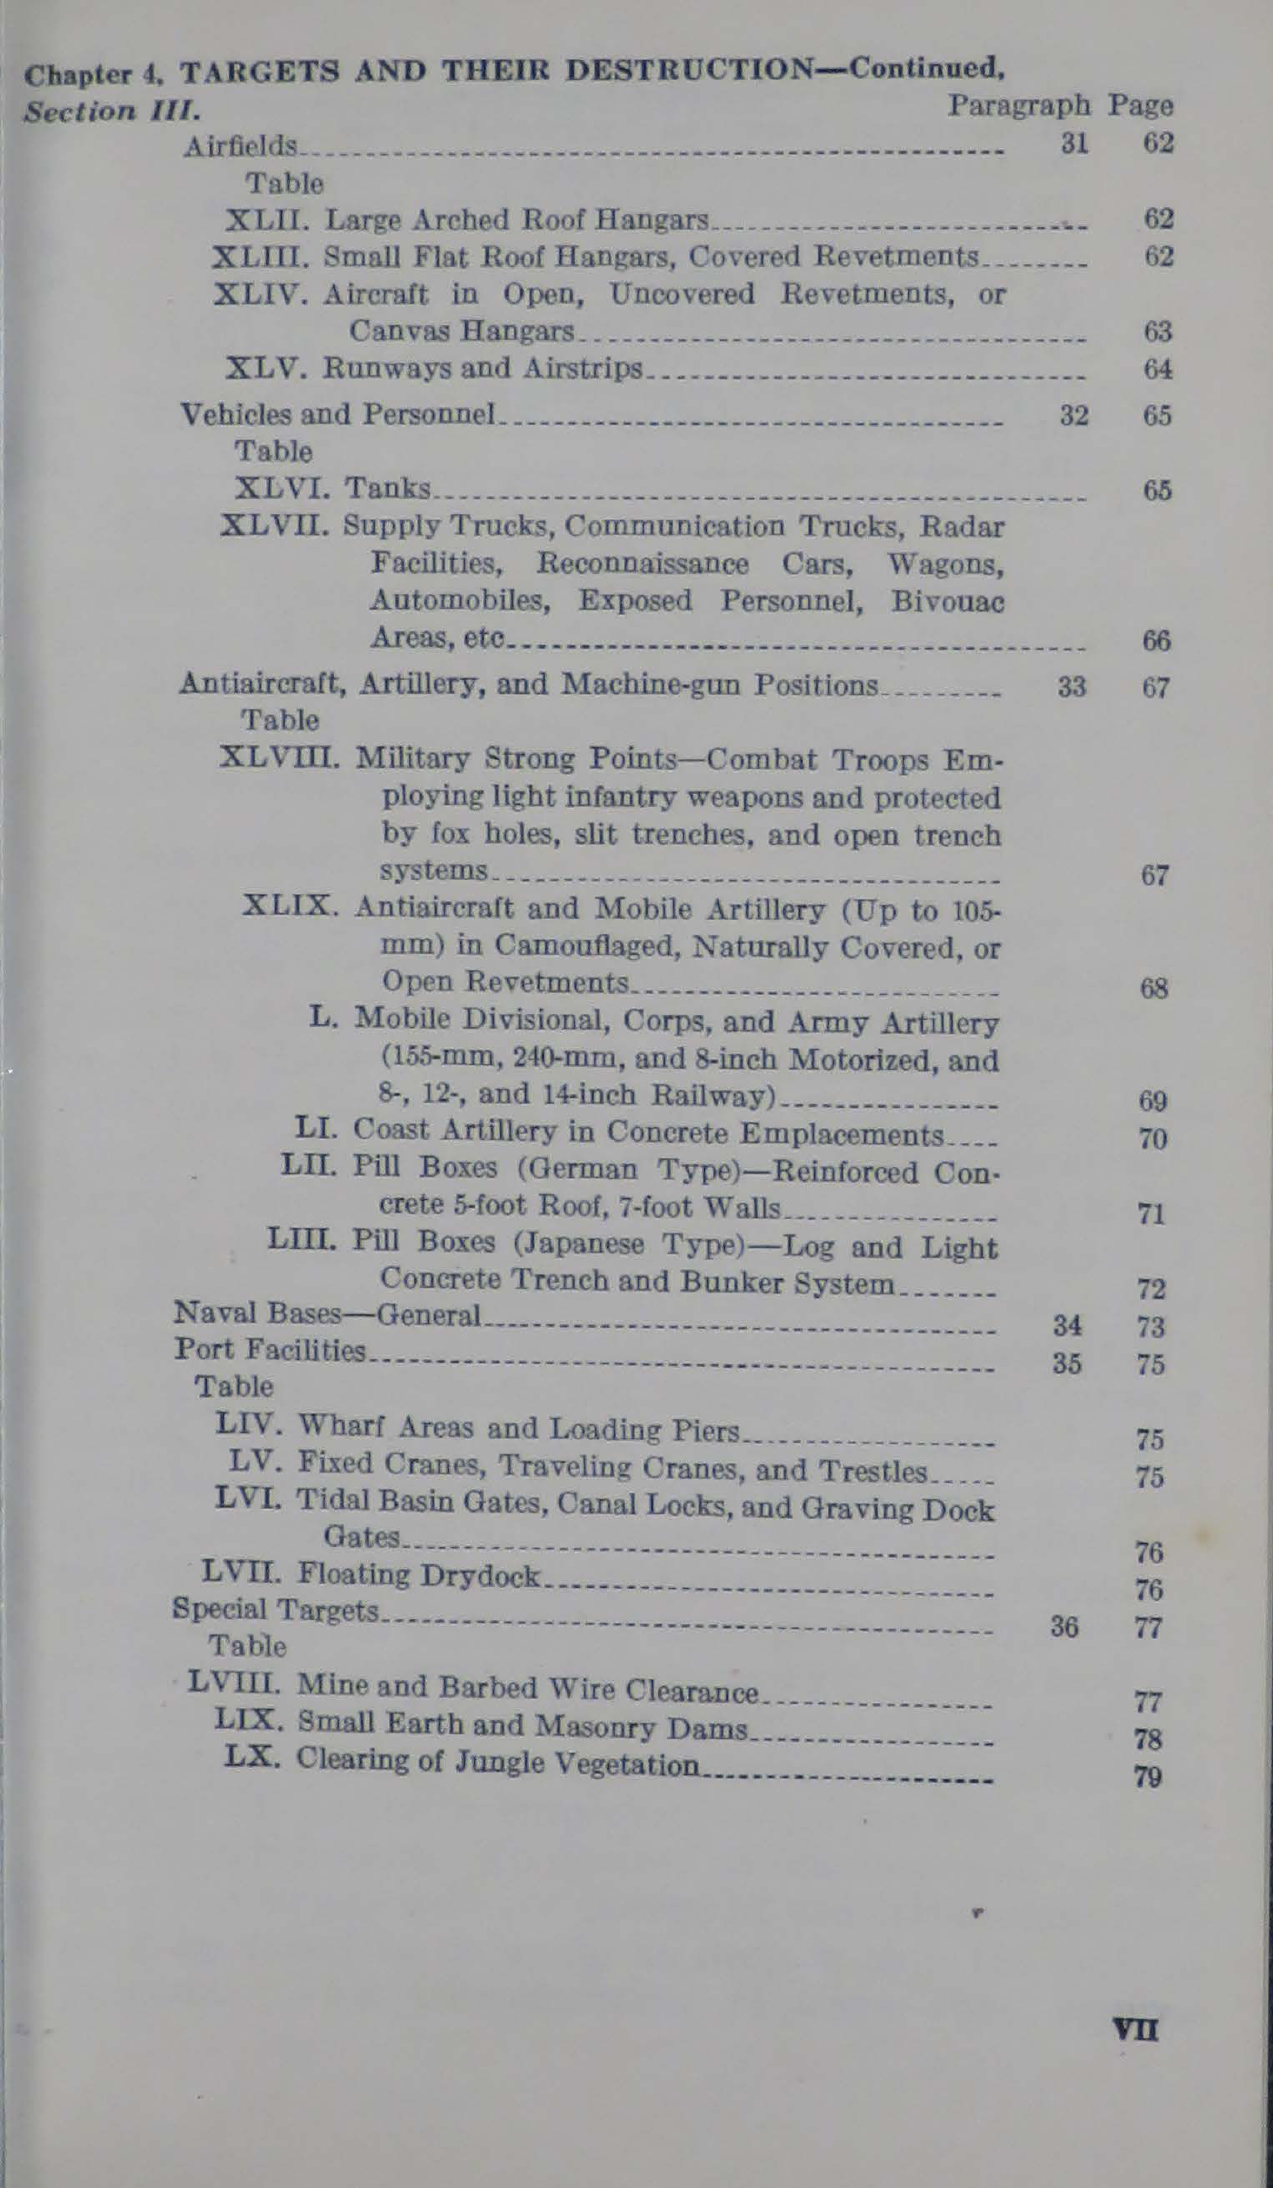 Chapter 4. TARGETS AND THEIR DESTRUCTION—Continued,
Section III.
Paragraph Page
Airfields 31 62
Table
XLII. Large Arched Roof Hangars 62
XLIII. Small Flat Roof Hangars, Covered Revetments 62
XLIV. Aircraft in Open, Uncovered Revetments, or
Canvas Hangars 63
XLV. Runways and Airstrips 64
Vehicles and Personnel 32 65
Table
XLVI. Tanks 65
XLVII. Supply Trucks, Communication Trucks, Radar
Facilities, Reconnaissance Cars, Wagons,
Automobiles, Exposed Personnel, Bivouac
Areas, etc 66
Antiaircraft, Artillery, and Machine-gun Positions 33 67
Table
XLVIII. Military Strong Points—Combat Troops Em-
ploying light infantry weapons and protected
by fox holes, slit trenches, and open trench
systems 67
XLIX. Antiaircraft and Mobile Artillery (Up to 105-
mm) in Camouflaged, Naturally Covered, or
Open Revetments 68
L. Mobile Divisional, Corps, and Army Artillery
(155-mm, 240-mm, and 8-inch Motorized, and
8-, 12-, and 14-inch Railway) 69
LI. Coast Artillery in Concrete Emplacements 70
LII. Pill Boxes (German Type)—Reinforced Con-
crete 5-foot Roof, 7-foot Walls 71
LIII. Pill Boxes (Japanese Type)—Log and Light
Concrete Trench and Bunker System 72
Naval Bases—General 34 73
Port Facilities 35 75
Table
LIV. Wharf Areas and Loading Piers 75
LV. Fixed Cranes, Traveling Cranes, and Trestles 75
LVI. Tidal Basin Gates, Canal Locks, and Graving Dock
Gates 76
LVII. Floating Drydock 76
Special Targets 36 77
Table
LVIII. Mine and Barbed Wire Clearance 77
LIX. Small Earth and Masonry Dams 78
LX. Clearing of Jungle Vegetation 79
VII